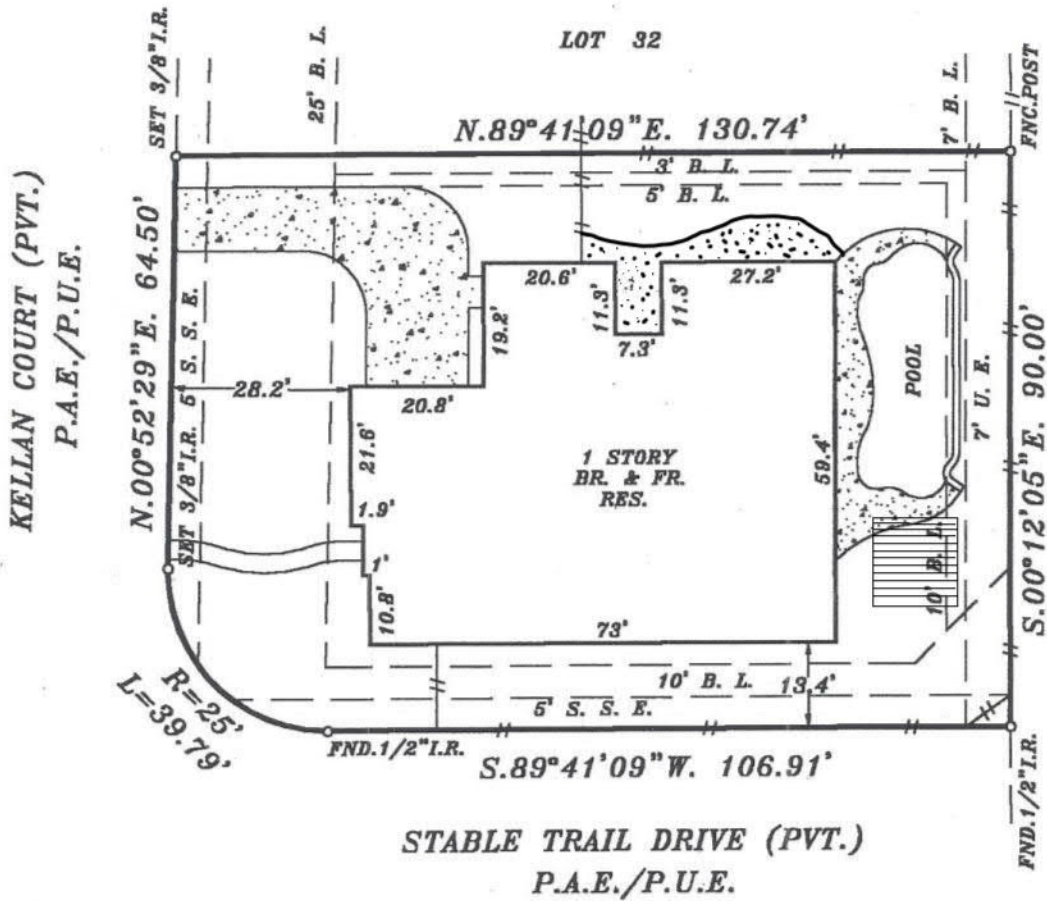 LOT 32
SET 3/8"I.R.
25' B. L.
7' B. L.
FNC.POST
N.89°41'09"E. 130.74'
3' B. L.
5' B. L.
KELLAN COURT (PVT.)
P.A.E./P.U.E.
N.00°52'29"E. 64.50'
SET 3/8"I.R.
5' S. S. E.
20.6'
11.3'
11.3'
27.2'
7.3'
19.2'
28.2'
20.8'
21.6'
1.9'
1'
10.8'
1 STORY
BR. & FR.
RES.
59.4'
POOL
7' U. E.
S.00°12'05"E. 90.00'
10' B. L.
73'
10' B. L.
13.4'
5' S. S. E.
R=25'
L=39.79'
FND.1/2"I.R.
S.89°41'09"W. 106.91'
FND.1/2"I.R.
STABLE TRAIL DRIVE (PVT.)
P.A.E./P.U.E.